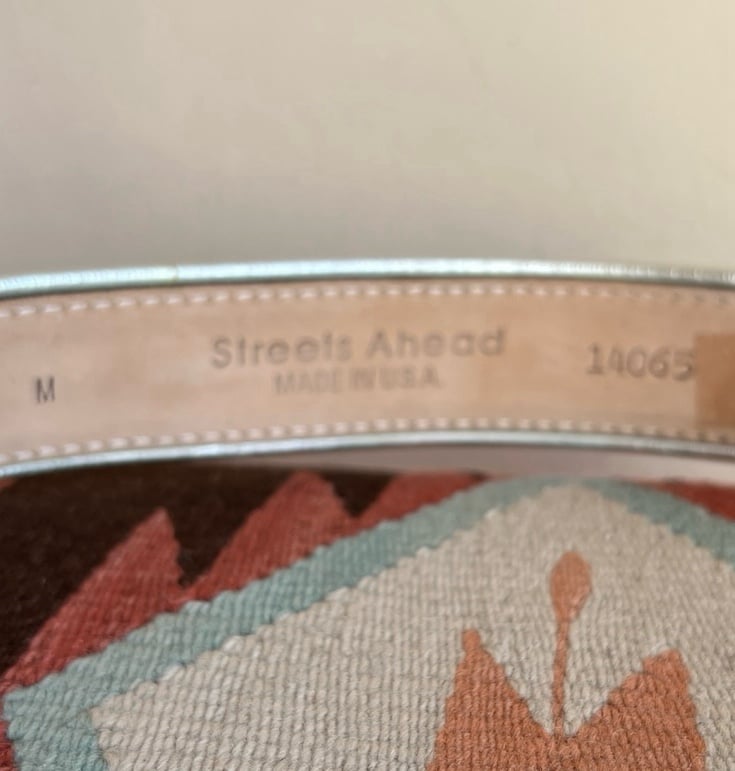 M
Streets Ahead
MADE IN U.S.A.
14065